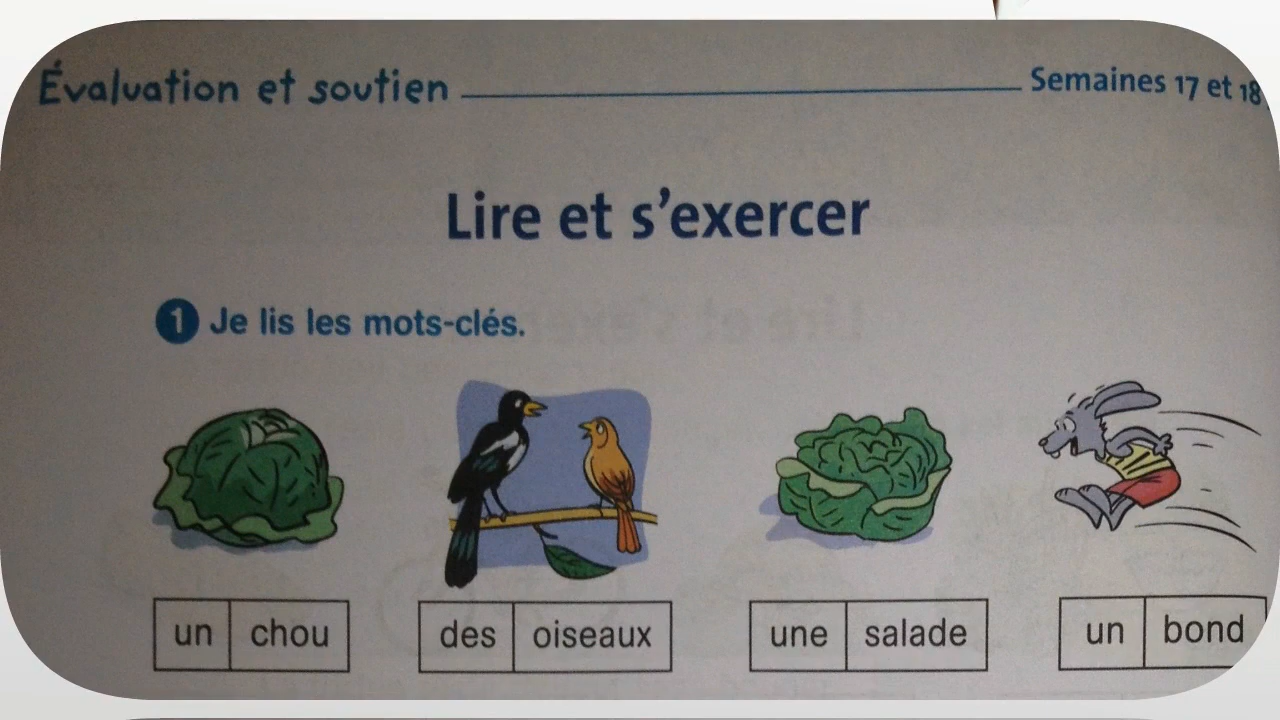 Évaluation et soutien Semaines 17 et 18
Lire et s'exercer
1 Je lis les mots-clés.
un chou des oiseaux une salade un bond